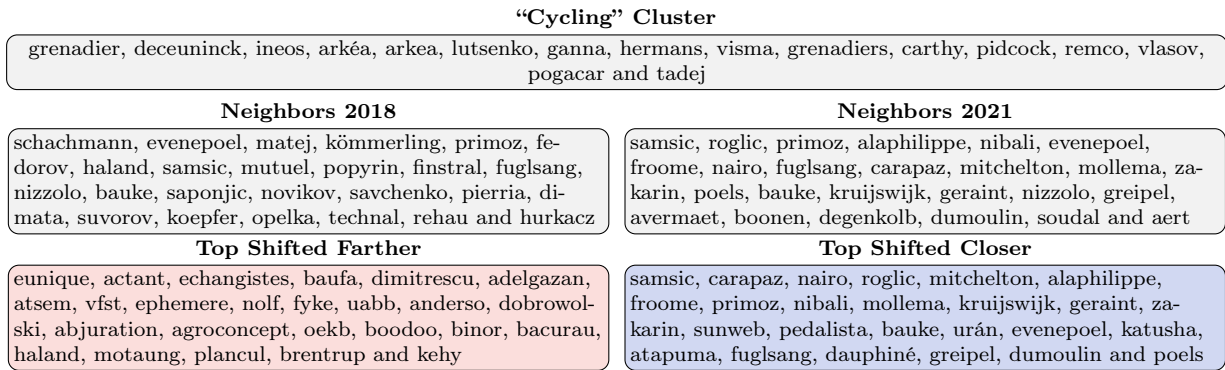 “Cycling” Cluster
grenadier, deceuninck, ineos, arkéa, arkea, lutsenko, ganna, hermans, visma, grenadiers, carthy, pidcock, remco, vlasov,
pogacar and tadej
Neighbors 2018
schachmann, evenepoel, matej, kömmerling, primoz, fe-
dorov, haland, samsic, mutuel, popyrin, finstral, fuglsang,
nizzolo, bauke, saponjic, novikov, savchenko, pierria, di-
mata, suvorov, koepfer, opelka, technal, rehau and hurkacz
Neighbors 2021
samsic, roglic, primoz, alaphilippe, nibali, evenepoel,
froome, nairo, fuglsang, carapaz, mitchelton, mollema, za-
karin, poels, bauke, kruijswijk, geraint, nizzolo, greipel,
avermaet, boonen, degenkolb, dumoulin, soudal and aert
Top Shifted Farther
eunique, actant, echangistes, baufa, dimitrescu, adelgazan,
atsem, vfst, ephemere, nolf, fyke, uabb, anderso, dobrowol-
ski, abjuration, agroconcept, oekb, boodoo, binor, bacurau,
haland, motaung, plancul, brentrup and kehy
Top Shifted Closer
samsic, carapaz, nairo, roglic, mitchelton, alaphilippe,
froome, primoz, nibali, mollema, kruijswijk, geraint, za-
karin, sunweb, pedalista, bauke, urán, evenepoel, katusha,
atapuma, fuglsang, dauphiné, greipel, dumoulin and poels